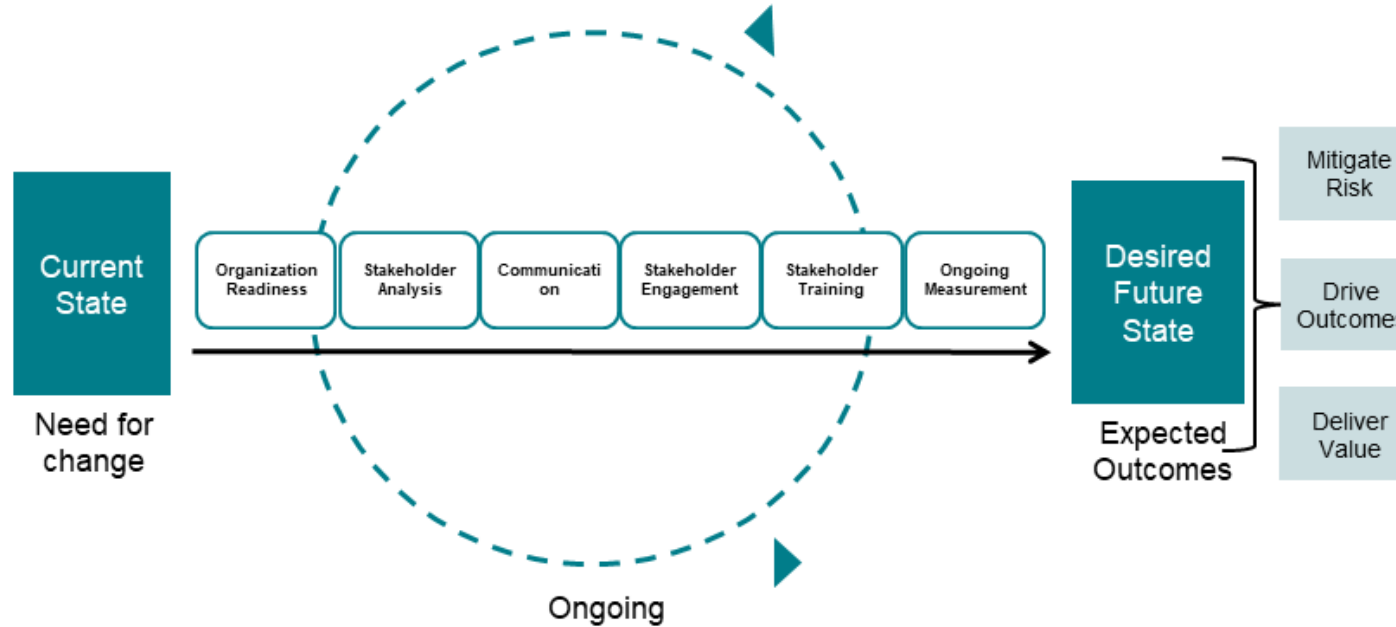 Current
State
Need for
change
Organization
Readiness
Stakeholder
Analysis
Communicati
on
Stakeholder
Engagement
Stakeholder
Training
Ongoing
Measurement
Desired
Future
State
Expected
Outcomes
Mitigate
Risk
Drive
Outcome
Deliver
Value
Ongoing